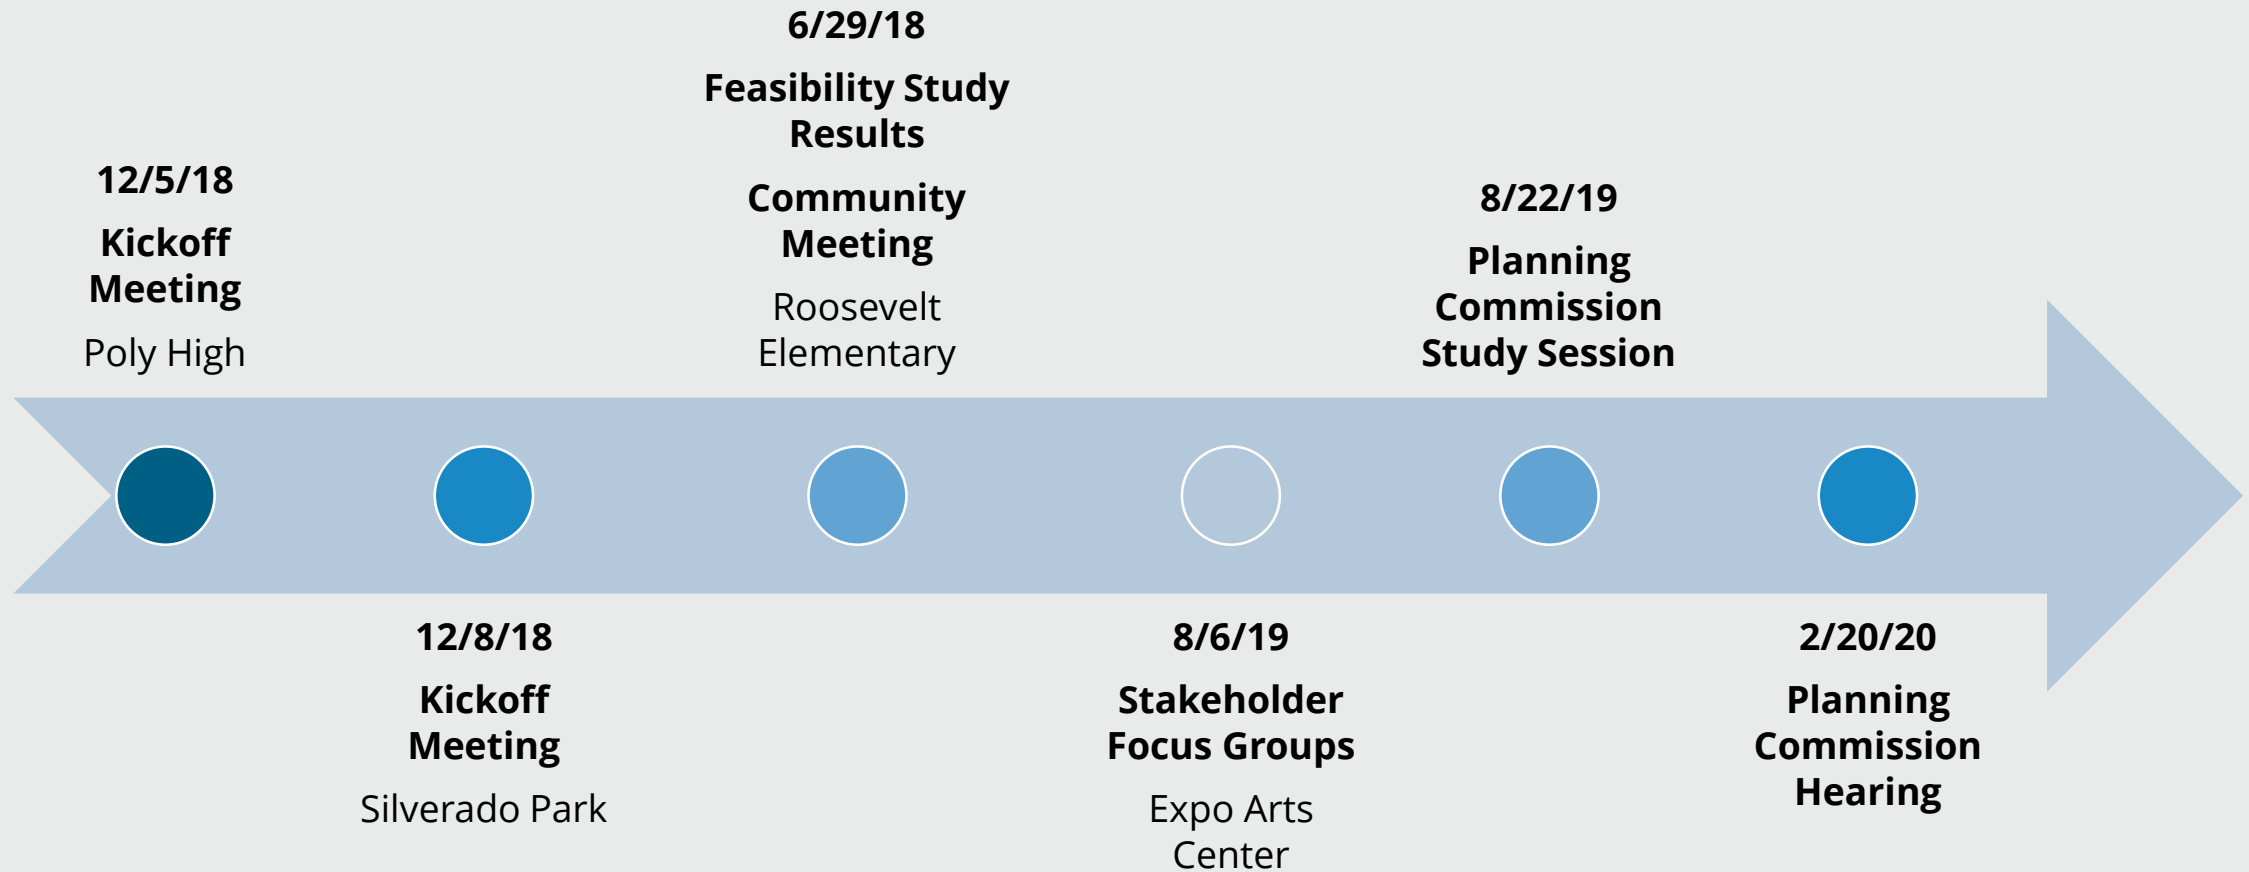 12/5/18
Kickoff
Meeting
Poly High
12/8/18
Kickoff
Meeting
Silverado Park
6/29/18
Feasibility Study
Results
Community
Meeting
Roosevelt
Elementary
8/6/19
Stakeholder
Focus Groups
Expo Arts
Center
8/22/19
Planning
Commission
Study Session
2/20/20
Planning
Commission
Hearing